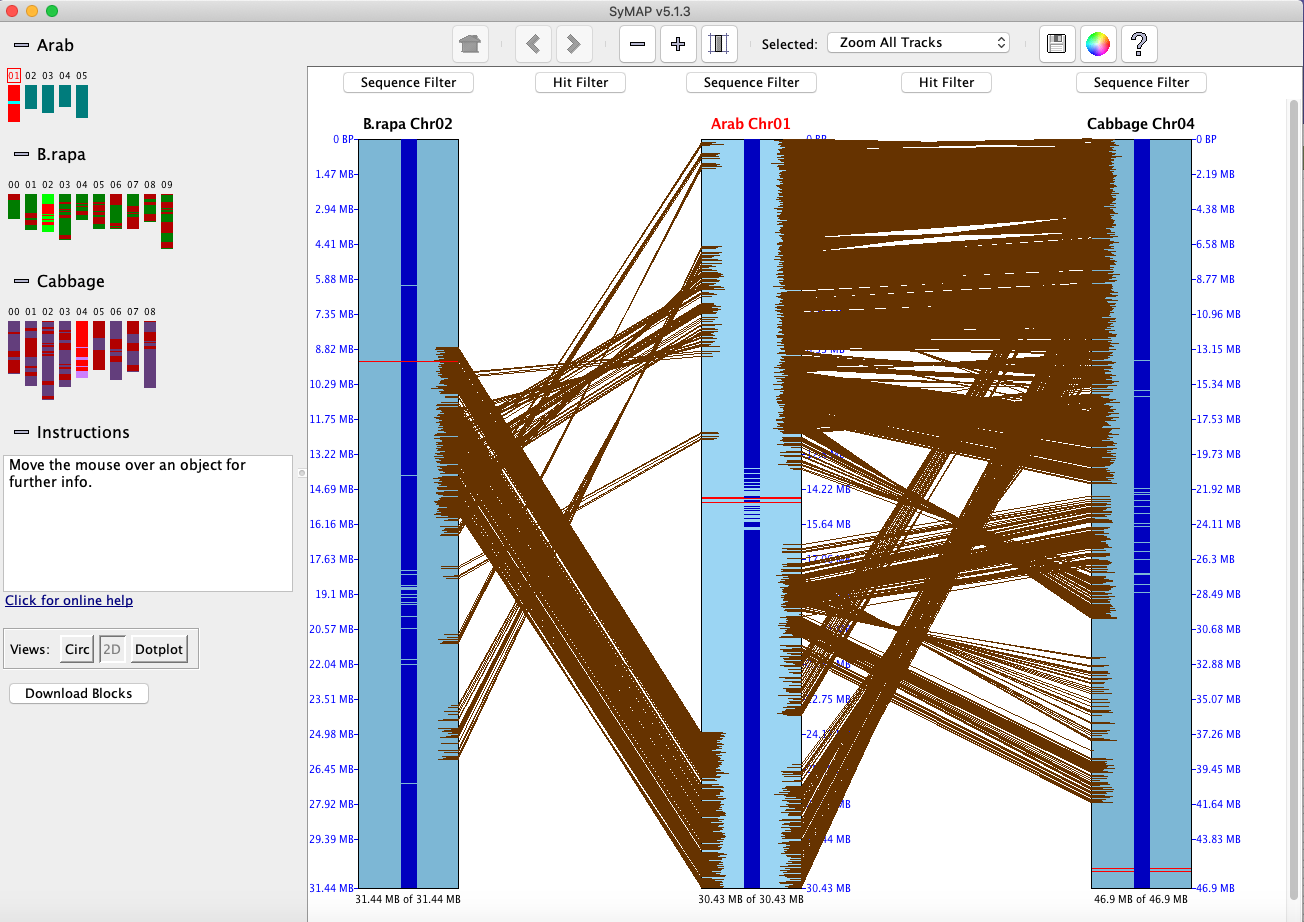 SyMAP v5.1.3
Selected: Zoom All Tracks
Arab
01 02 03 04 05
B.rapa
00 01 02 03 04 05 06 07 08 09
Cabbage
00 01 02 03 04 05 06 07 08
Instructions
Move the mouse over an object for
further info.
Click for online help
Views: Circ 2D Dotplot
Download Blocks
Sequence Filter Hit Filter Sequence Filter Hit Filter Sequence Filter
B.rapa Chr02 Arab Chr01 Cabbage Chr04
0 BP 0 BP 0 BP
1.47 MB 2.19 MB
2.94 MB 4.38 MB
4.41 MB 6.58 MB
5.88 MB 8.77 MB
7.35 MB 10.96 MB
8.82 MB 13.15 MB
10.29 MB 15.34 MB
11.75 MB 17.53 MB
13.22 MB 19.73 MB
14.69 MB 14.22 MB 21.92 MB
16.16 MB 15.64 MB 24.11 MB
17.63 MB 26.3 MB
19.1 MB 28.49 MB
20.57 MB 30.68 MB
22.04 MB 32.88 MB
23.51 MB 22.75 MB 35.07 MB
24.98 MB 37.26 MB
26.45 MB 39.45 MB
27.92 MB 41.64 MB
29.39 MB 43.83 MB
31.44 MB 30.43 MB 46.9 MB
31.44 MB of 31.44 MB 30.43 MB of 30.43 MB 46.9 MB of 46.9 MB